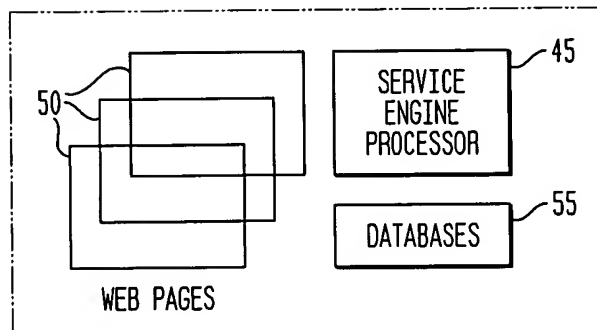 50
WEB PAGES
45
SERVICE
ENGINE
PROCESSOR
55
DATABASES